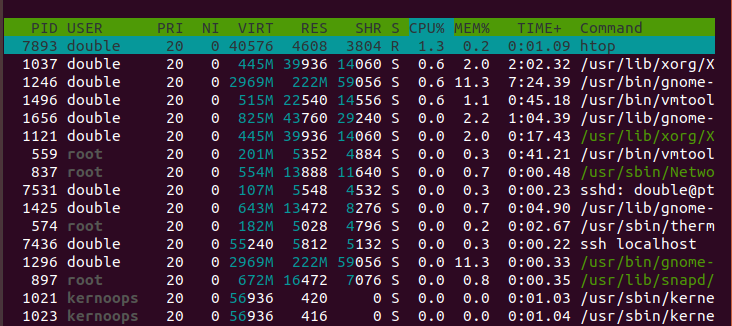 PID USER PRI NI VIRT RES SHR S CPU% MEM% TIME+ Command
7893 double 20 0 40576 4608 3804 R 1.3 0.2 0:01.09 htop
1037 double 20 0 445M 39936 14060 S 0.6 2.0 2:02.32 /usr/lib/xorg/X
1246 double 20 0 2969M 222M 59056 S 0.6 11.3 7:24.39 /usr/bin/gnome-
1496 double 20 0 515M 22540 14556 S 0.6 1.1 0:45.18 /usr/bin/vmtool
1656 double 20 0 825M 43760 29240 S 0.0 2.2 1:04.39 /usr/lib/gnome-
1121 double 20 0 445M 39936 14060 S 0.0 2.0 0:17.43 /usr/lib/xorg/X
559 root 20 0 201M 5352 4884 S 0.0 0.3 0:41.21 /usr/bin/vmtool
837 root 20 0 554M 13888 11640 S 0.0 0.7 0:00.48 /usr/sbin/Netwo
7531 double 20 0 107M 5548 4532 S 0.0 0.3 0:00.23 sshd: double@pt
1425 double 20 0 643M 13472 8276 S 0.0 0.7 0:04.90 /usr/lib/gnome-
574 root 20 0 182M 5028 4796 S 0.0 0.2 0:02.67 /usr/sbin/therm
7436 double 20 0 55240 5812 5132 S 0.0 0.3 0:00.22 ssh localhost
1296 double 20 0 2969M 222M 59056 S 0.0 11.3 0:00.33 /usr/bin/gnome-
897 root 20 0 672M 16472 7076 S 0.0 0.8 0:00.35 /usr/lib/snapd/
1021 kernoops 20 0 56936 420 0 S 0.0 0.0 0:01.03 /usr/sbin/kerne
1023 kernoops 20 0 56936 416 0 S 0.0 0.0 0:01.04 /usr/sbin/kerne